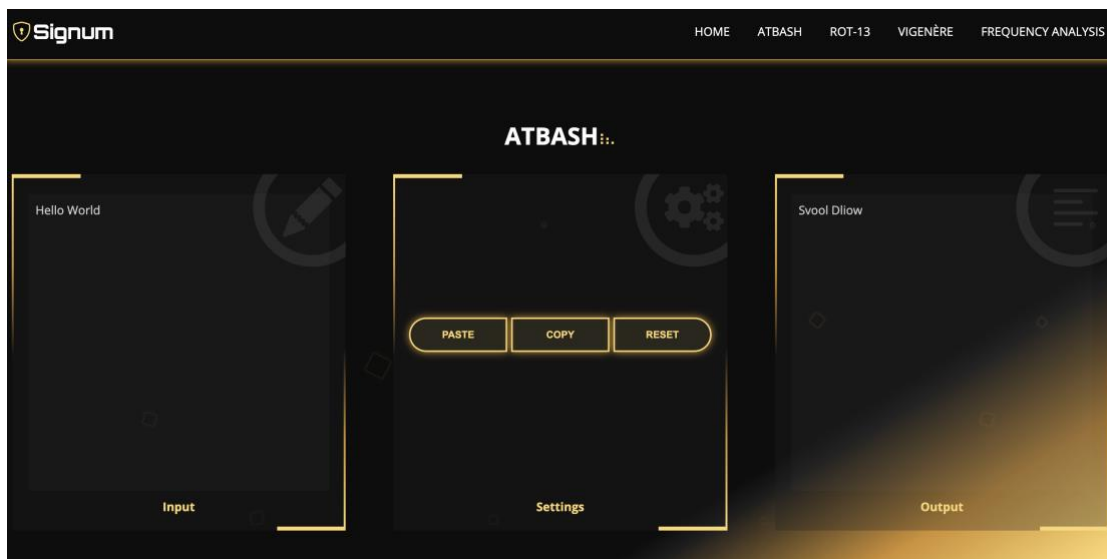 Signum
HOME ATBASH ROT-13 VIGENÈRE FREQUENCY ANALYSIS
ATBASH
Hello World
Svool Dliow
PASTE COPY RESET
Input Settings Output